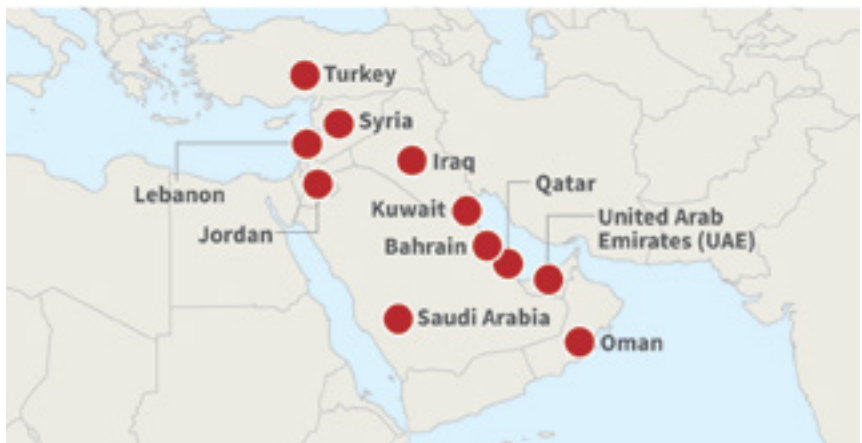 Turkey
Syria
Iraq
Lebanon
Qatar
Kuwait
United Arab
Emirates (UAE)
Jordan
Bahrain
Saudi Arabia
Oman